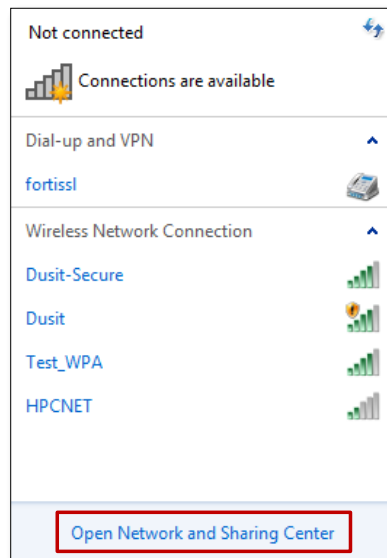 Not connected
Connections are available
Dial-up and VPN
fortissl
Wireless Network Connection
Dusit-Secure
Dusit
Test_WPA
HPCNET
Open Network and Sharing Center